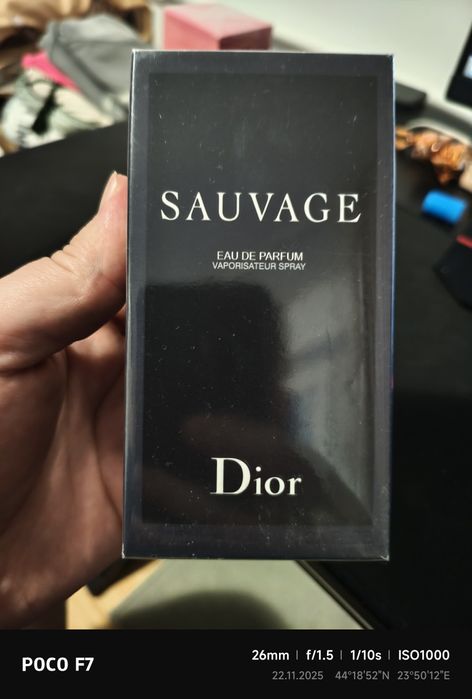 SAUVAGE
EAU DE PARFUM
VAPORISATEUR SPRAY
Dior
POCO F7
26mm | f/1.5 | 1/10s | ISO1000
22.11.2025 44°18'52"N 23°50'12"E